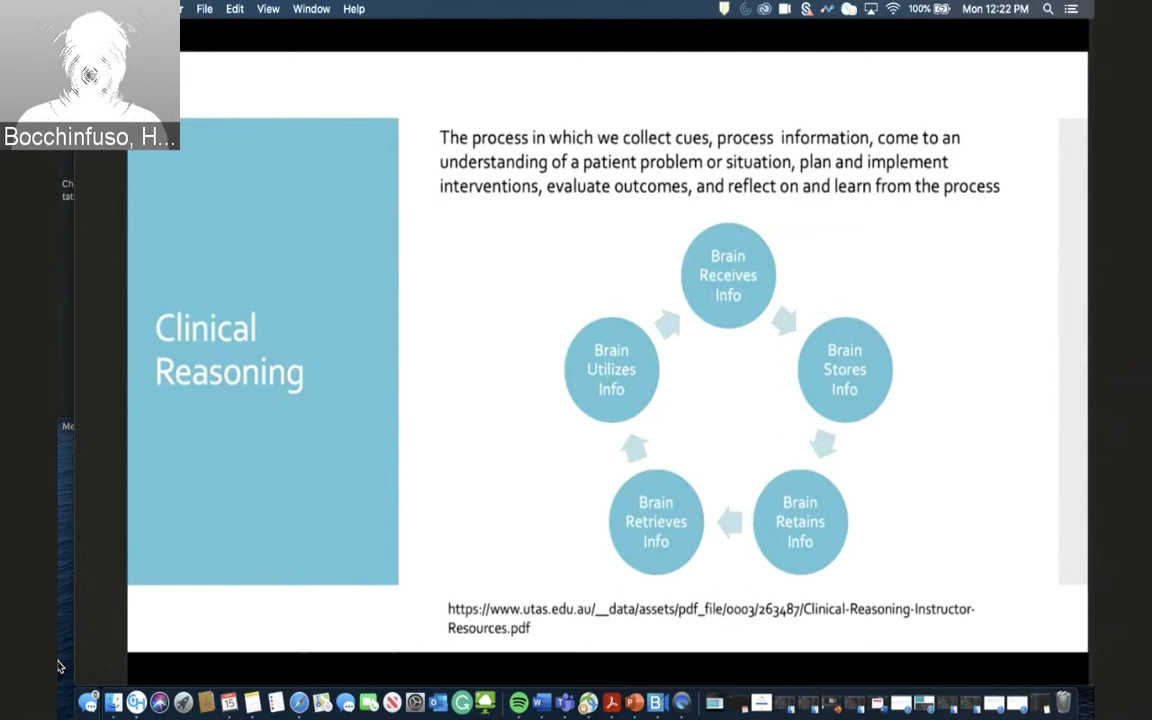 File Edit View Window Help
100% Mon 12:22 PM
Bocchinfuso, H...
Ch
tat
The process in which we collect cues, process information, come to an
understanding of a patient problem or situation, plan and implement
interventions, evaluate outcomes, and reflect on and learn from the process
Clinical
Reasoning
Brain
Receives
Info
Brain
Stores
Info
Brain
Retains
Info
Brain
Retrieves
Info
Brain
Utilizes
Info
Me
https://www.utas.edu.au/__data/assets/pdf_file/0003/263487/Clinical-Reasoning-Instructor-
Resources.pdf